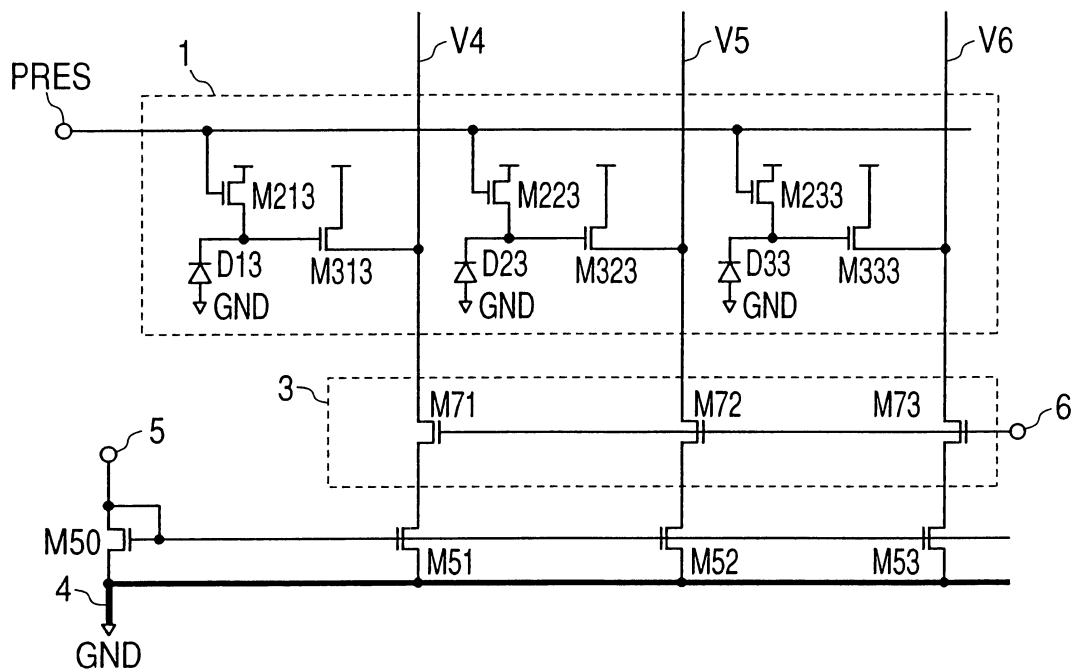 V4
V5
V6
1
PRES
M213
M223
M233
D13
M313
D23
M323
D33
M333
GND
GND
GND
3
M71
M72
M73
6
5
M50
M51
M52
M53
4
GND